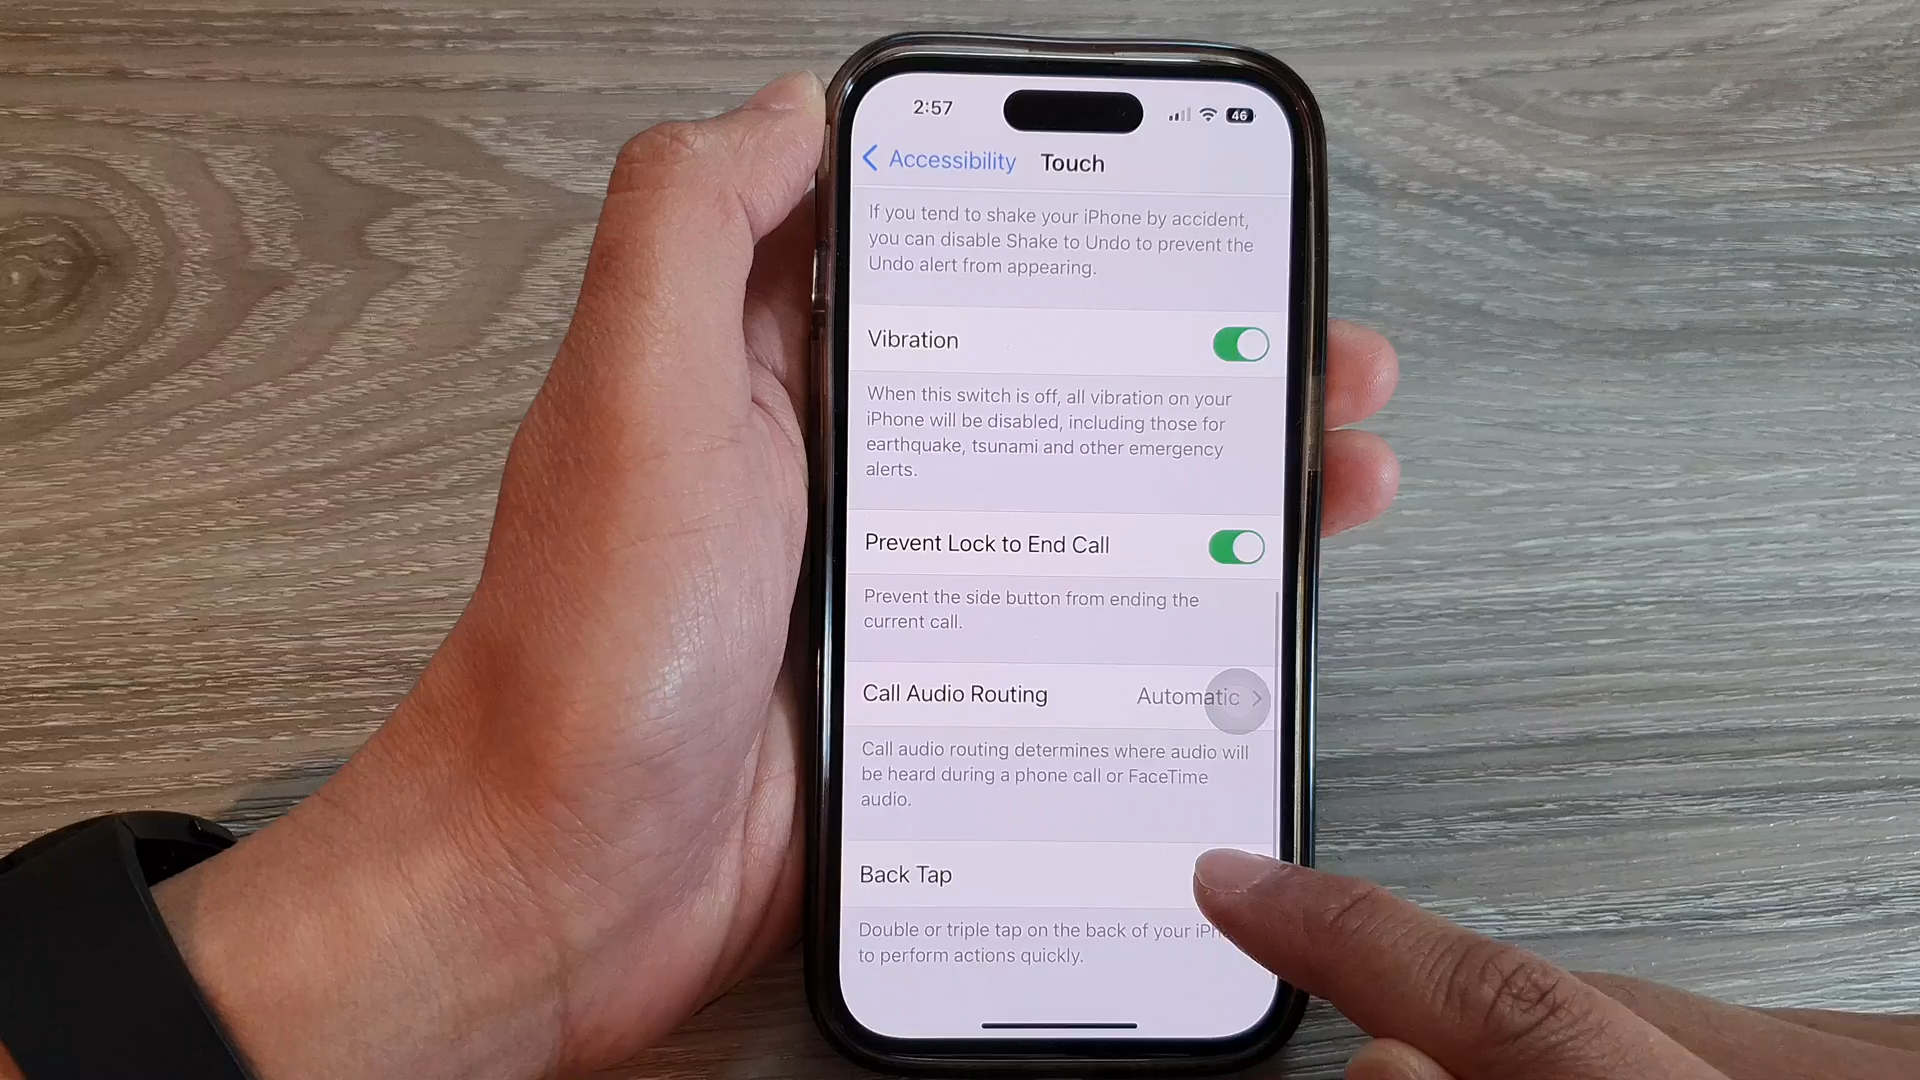 2:57
46
Accessibility
Touch
If you tend to shake your iPhone by accident,
you can disable Shake to Undo to prevent the
Undo alert from appearing.
Vibration
When this switch is off, all vibration on your
iPhone will be disabled, including those for
earthquake, tsunami and other emergency
alerts.
Prevent Lock to End Call
Prevent the side button from ending the
current call.
Call Audio Routing
Automatic
Call audio routing determines where audio will
be heard during a phone call or FaceTime
audio.
Back Tap
Double or triple tap on the back of your
to perform actions quickly.